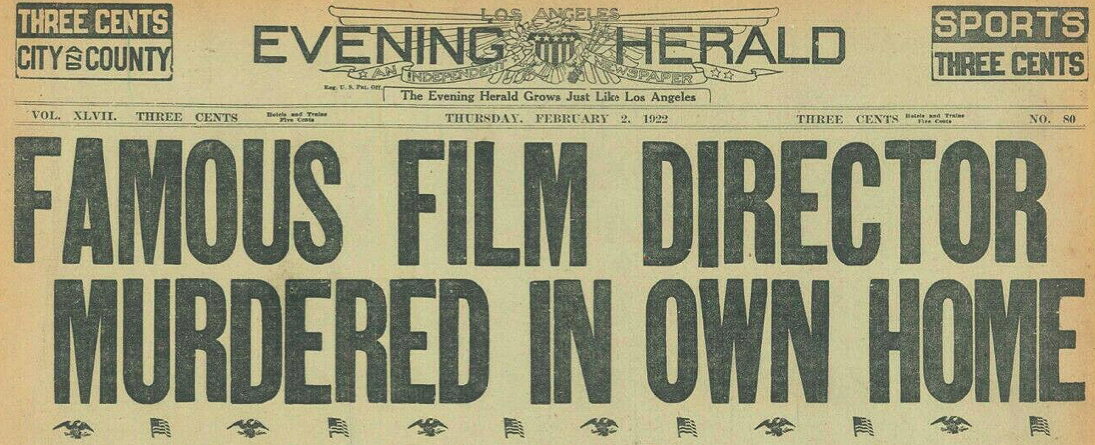 THREE CENTS
CITY AND COUNTY
LOS ANGELES
EVENING HERALD
AN INDEPENDENT NEWSPAPER
Reg. U. S. Pat. Off.
The Evening Herald Grows Just Like Los Angeles
SPORTS
THREE CENTS
VOL. XLVII. THREE CENTS Hotels and Trains Five Cents THURSDAY, FEBRUARY 2, 1922 THREE CENTS Hotels and Trains Five Cents NO. 80
FAMOUS FILM DIRECTOR
MURDERED IN OWN HOME